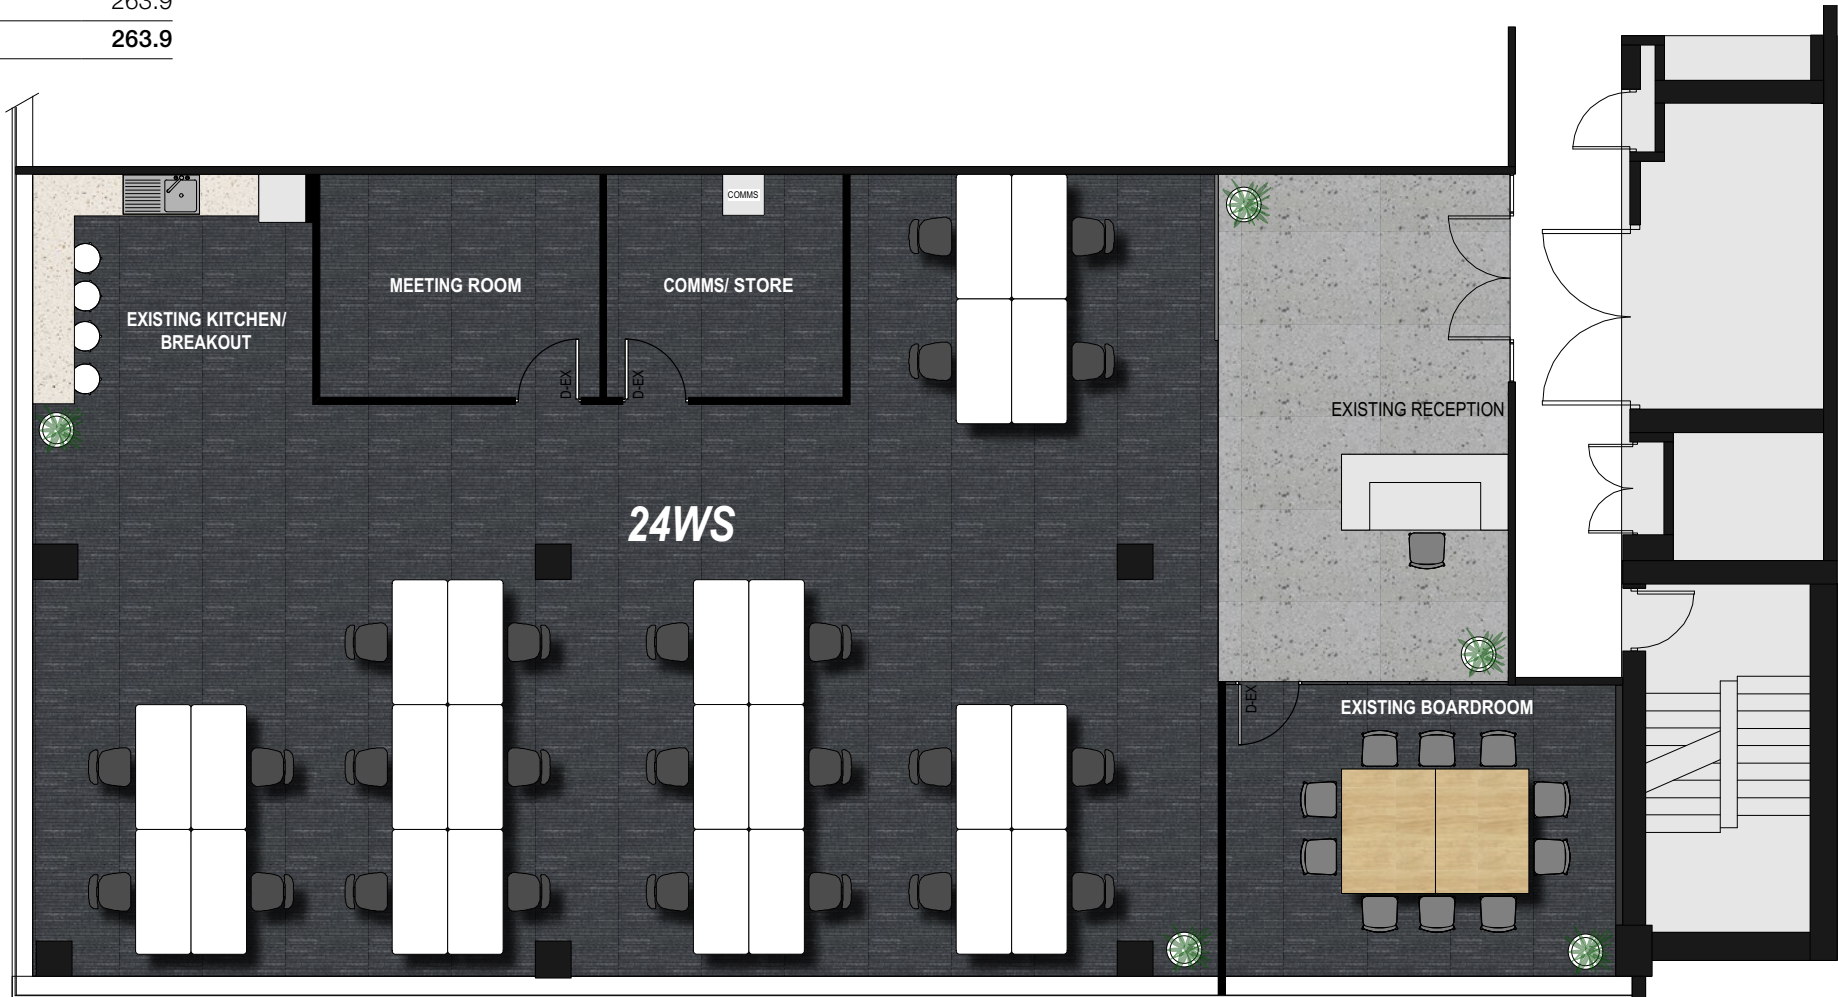 263.9
263.9
COMMS
MEETING ROOM
COMMS/ STORE
EXISTING KITCHEN/
BREAKOUT
D-EX
D-EX
EXISTING RECEPTION
24WS
D-EX
EXISTING BOARDROOM